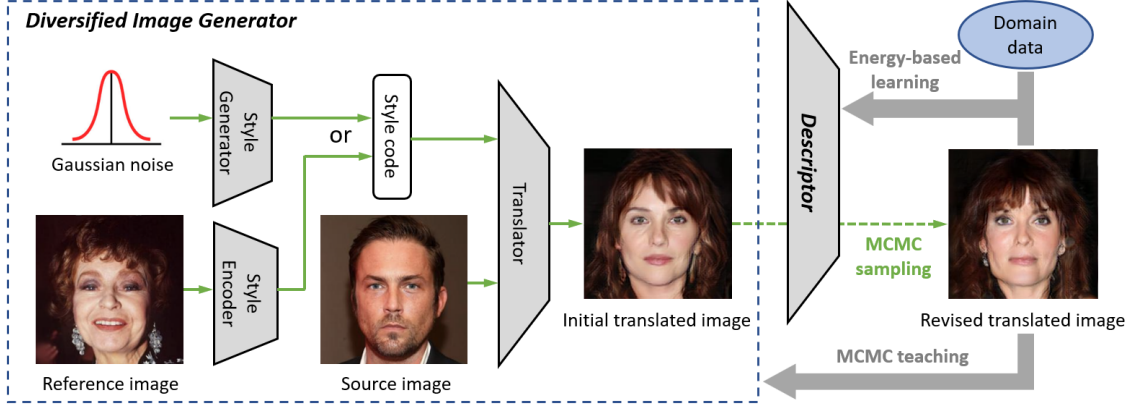 Diversified Image Generator
Gaussian noise
Style
Generator
or
Style code
Style
Encoder
Reference image
Source image
Translator
Initial translated image
Descriptor
Domain
data
Energy-based
learning
MCMC
sampling
Revised translated image
MCMC teaching